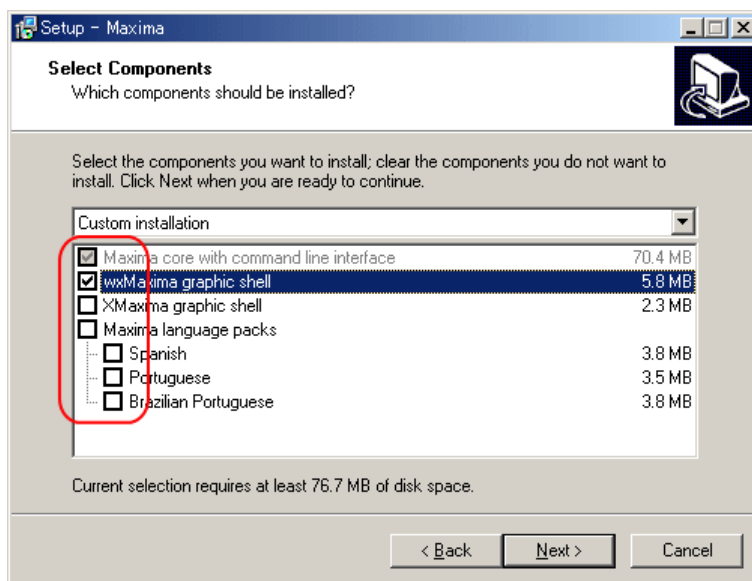 Setup - Maxima
Select Components
Which components should be installed?
Select the components you want to install; clear the components you do not want to
install. Click Next when you are ready to continue.
Custom installation
Maxima core with command line interface 70.4 MB
wxMaxima graphic shell 5.8 MB
XMaxima graphic shell 2.3 MB
Maxima language packs
Spanish 3.8 MB
Portuguese 3.5 MB
Brazilian Portuguese 3.8 MB
Current selection requires at least 76.7 MB of disk space.
< Back Next > Cancel